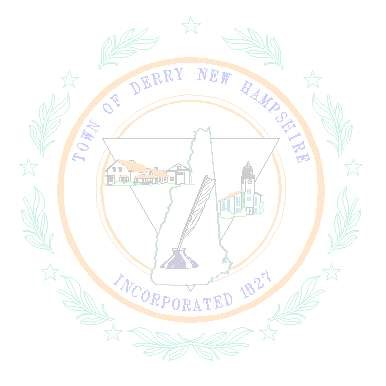 TOWN OF DERRY NEW HAMPSHIRE
INCORPORATED 1827